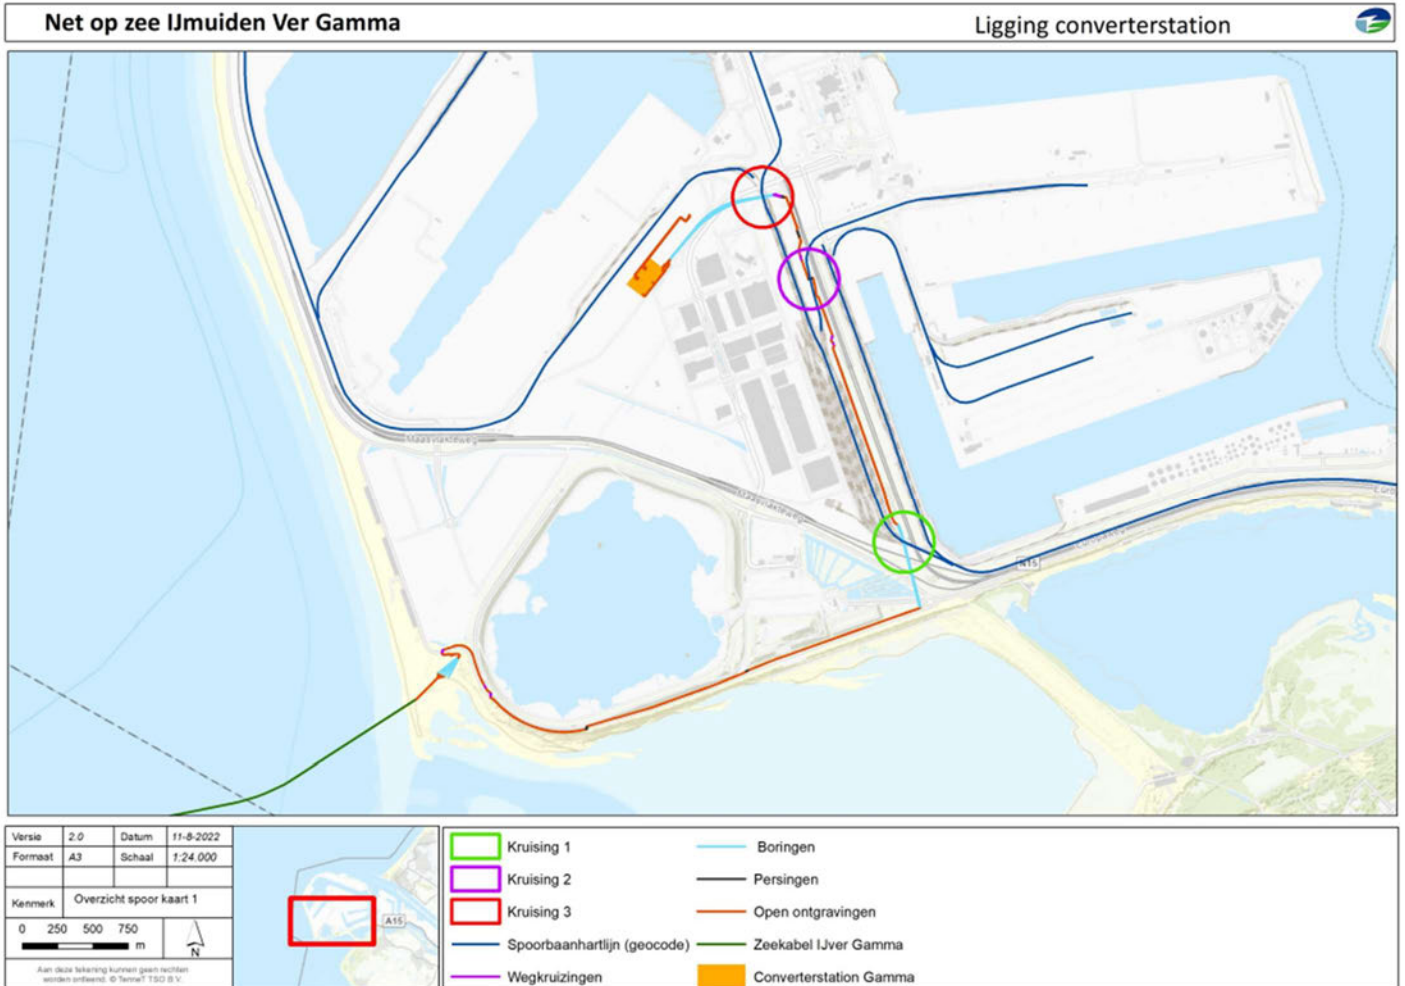 Net op zee IJmuiden Ver Gamma
Ligging converterstation
Maasvlakteweg
Maasvlakteweg
N15
Versie 2.0 Datum 11-8-2022
Formaat A3 Schaal 1:24.000
Kenmerk Overzicht spoor kaart 1
0 250 500 750
m
N
Aan deze tekening kunnen geen rechten
worden ontleend. © TenneT TSO B.V.
A15
Kruising 1
Kruising 2
Kruising 3
Spoorbaanhartlijn (geocode)
Wegkruizingen
Boringen
Persingen
Open ontgravingen
Zeekabel IJver Gamma
Converterstation Gamma